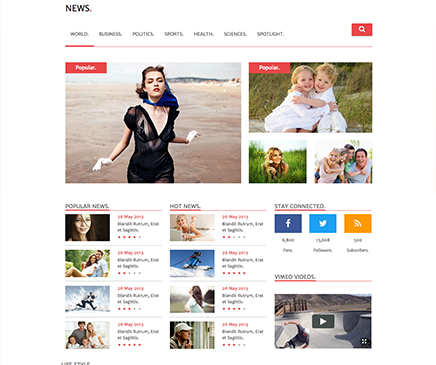 NEWS.
WORLD. BUSINESS. POLITICS. SPORTS. HEALTH. SCIENCES. SPOTLIGHT.
Popular.
Popular.
POPULAR NEWS.
26 May 2013
Blandit Rutrum, Erat et Sagittis.
26 May 2013
Blandit Rutrum, Erat et Sagittis.
26 May 2013
Blandit Rutrum, Erat et Sagittis.
26 May 2013
Blandit Rutrum, Erat et Sagittis.
HOT NEWS.
26 May 2013
Blandit Rutrum, Erat et Sagittis.
26 May 2013
Blandit Rutrum, Erat et Sagittis.
26 May 2013
Blandit Rutrum, Erat et Sagittis.
26 May 2013
Blandit Rutrum, Erat et Sagittis.
STAY CONNECTED.
6,800 13,608 500
Fans Followers Subscribers
VIMEO VIDEOS.